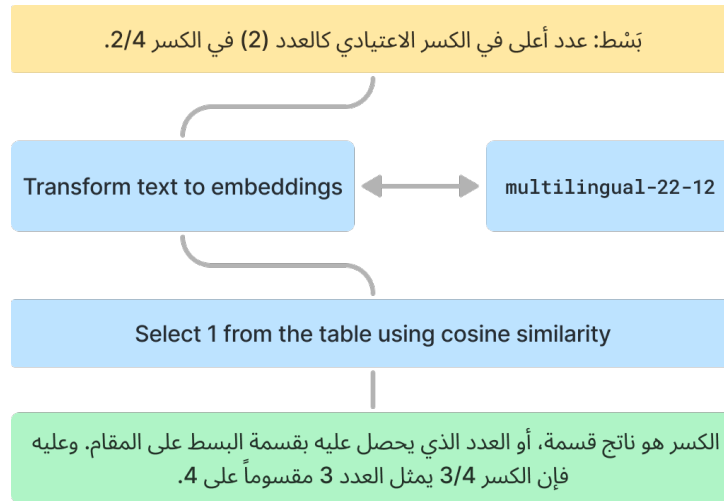 بَسْط: عدد أعلى في الكسر الاعتيادي كالعدد (2) في الكسر 2/4.
Transform text to embeddings
multilingual-22-12
Select 1 from the table using cosine similarity
الكسر هو ناتج قسمة، أو العدد الذي يحصل عليه بقسمة البسط على المقام. وعليه
فإن الكسر 3/4 يمثل العدد 3 مقسوماً على 4.